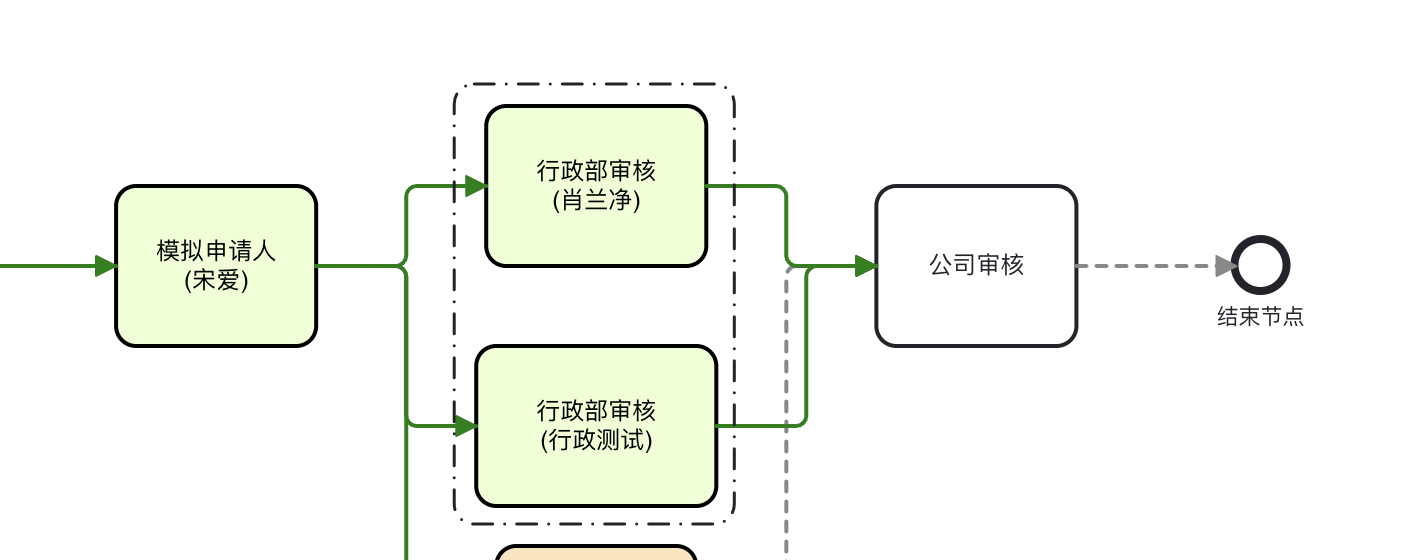 模拟申请人
(宋爱)
行政部审核
(肖兰净)
行政部审核
(行政测试)
公司审核
结束节点